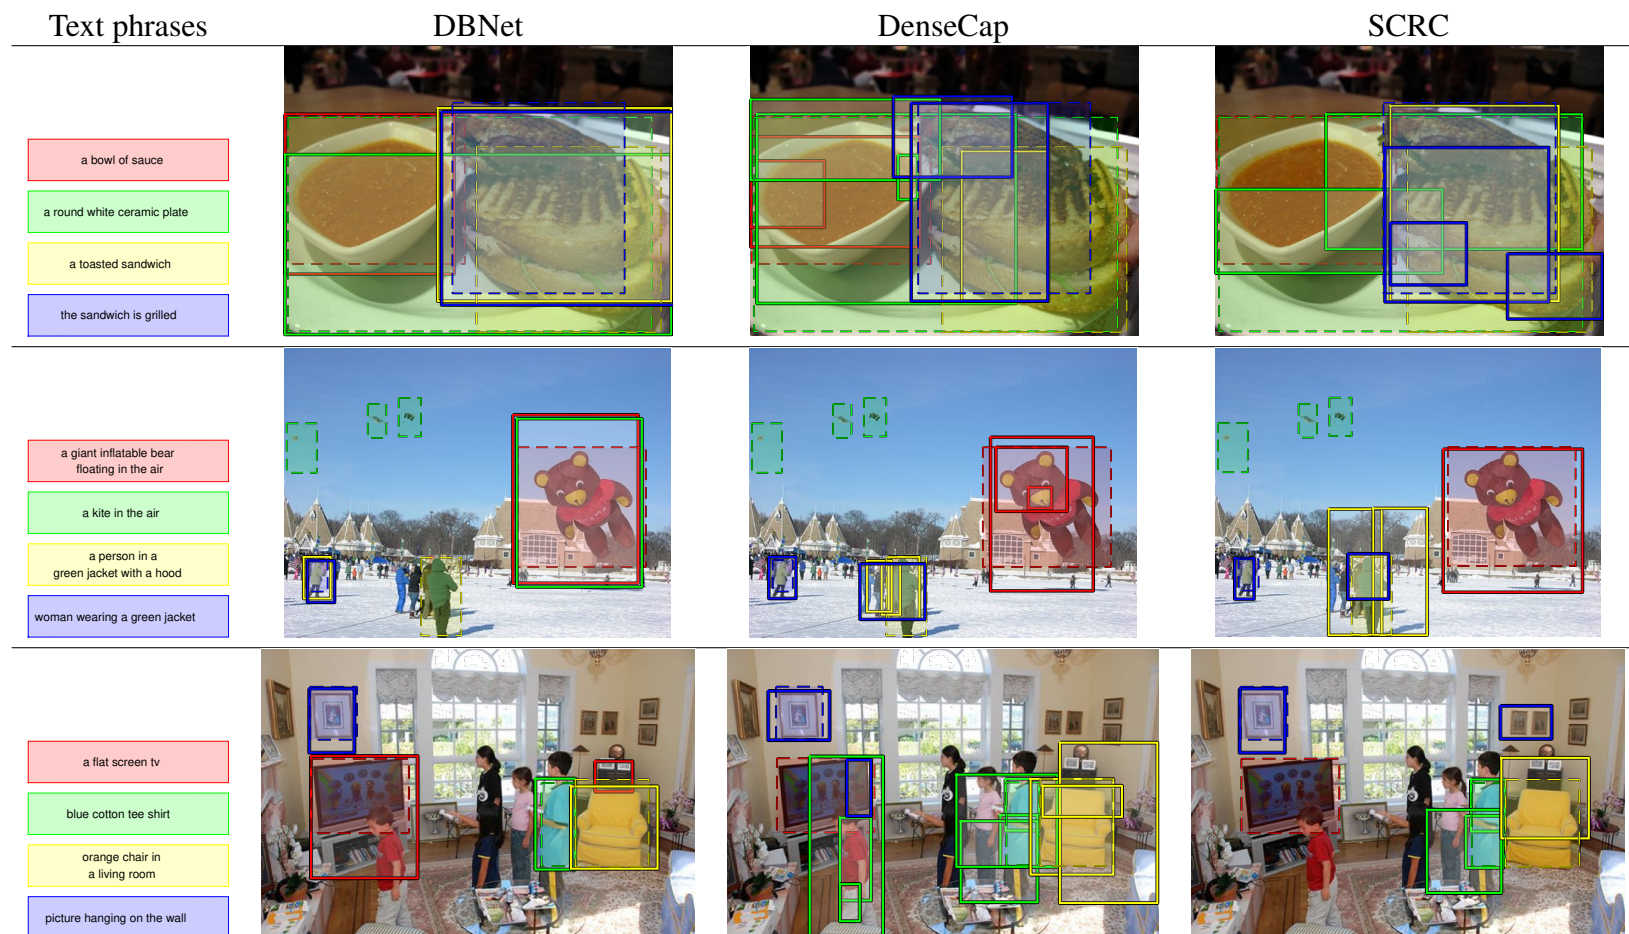 Text phrases DBNet DenseCap SCRC
a bowl of sauce
a round white ceramic plate
a toasted sandwich
the sandwich is grilled
a giant inflatable bear
floating in the air
a kite in the air
a person in a
green jacket with a hood
woman wearing a green jacket
a flat screen tv
blue cotton tee shirt
orange chair in
a living room
picture hanging on the wall